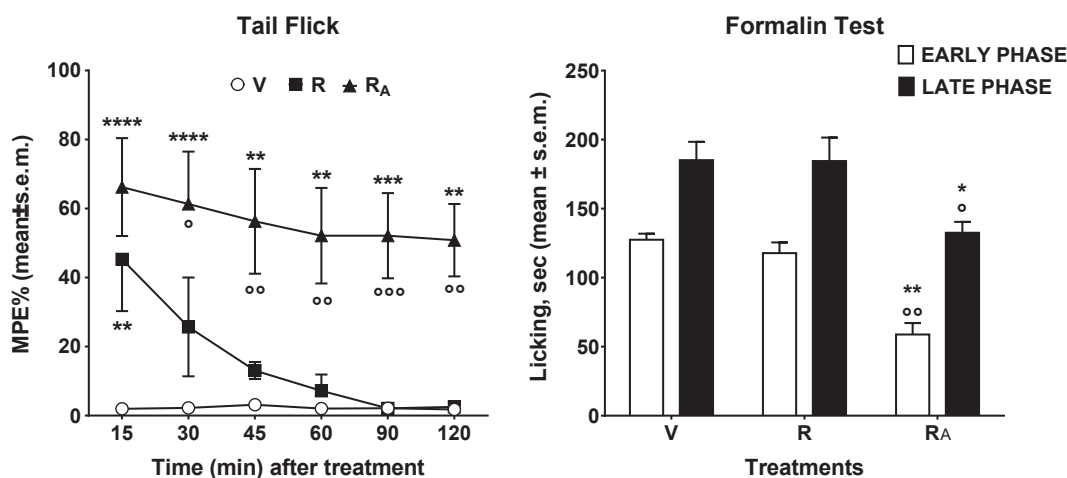 Tail Flick
100
80
60
40
20
0
MPE% (mean±s.e.m.)
V R RA
****
****
**
**
***
**
°
°°
°°
°°°
°°
**
15 30 45 60 90 120
Time (min) after treatment
Formalin Test
EARLY PHASE
LATE PHASE
250
200
150
100
50
0
Licking, sec (mean ± s.e.m.)
*
°
**
°°
V R RA
Treatments